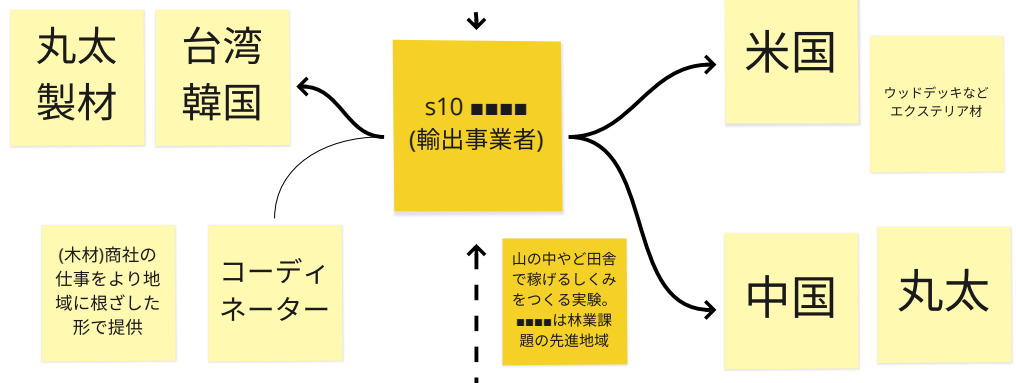 丸太
製材
台湾
韓国
s10 ■■■■
(輸出事業者)
米国
ウッドデッキなど
エクステリア材
(木材)商社の
仕事をより地
域に根ざした
形で提供
コーディ
ネーター
山の中やど田舎
で稼げるしくみ
をつくる実験。
■■■■は林業課
題の先進地域
中国
丸太